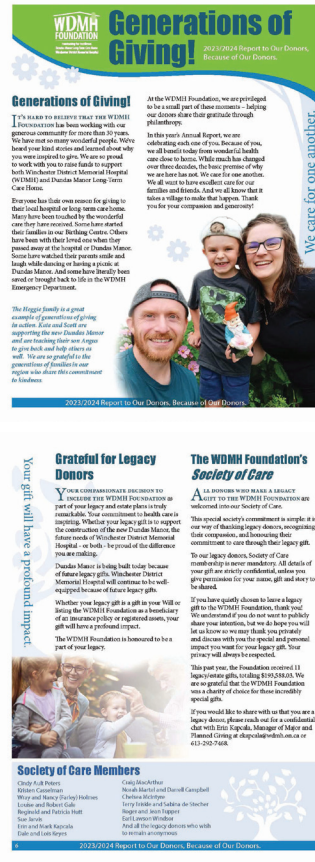 WDMH
FOUNDATION
Generations of
Giving!
2023/2024 Report to Our Donors,
Because of Our Donors.
Generations of Giving!
IT'S HARD TO BELIEVE THAT THE WDMH
FOUNDATION has been working with our
generous community for more than 30 years.
We have met so many wonderful people. We've
heard your kind stories and learned about why
you were inspired to give. We are so proud
to work with you to raise funds to support
both Winchester District Memorial Hospital
(WDMH) and Dundas Manor Long-Term
Care Home.
Everyone has their own reason for giving to
their local hospital or long-term care home.
Many have been touched by the wonderful
care they have received. Some have started
their families in our Birthing Centre. Others
have been with their loved one when they
passed away at the hospital or Dundas Manor.
Some have watched their parents smile and
laugh while dancing or having a picnic at
Dundas Manor. And some have literally been
saved or brought back to life in the WDMH
Emergency Department.
The Heggie family is a great
example of generations of giving
in action. Kate and Scott are
supporting the new Dundas Manor
and are teaching their son Angus
to give back and help others as
well. We are so grateful to the
generations of families in our
region who share this commitment
to kindness.
At the WDMH Foundation, we are privileged
to be a small part of these moments – helping
our donors share their gratitude through
philanthropy.
In this year's Annual Report, we are
celebrating each one of you. Because of you,
we all benefit today from wonderful health
care close to home. While much has changed
over three decades, the basic premise of why
we are here has not. We care for one another.
We all want to have excellent care for our
families and friends. And we all know that it
takes a village to make that happen. Thank
you for your compassion and generosity!
We care for one another.
2023/2024 Report to Our Donors, Because of Our Donors.
Your gift will have a profound impact.
Grateful for Legacy
Donors
YOUR COMPASSIONATE DECISION TO
INCLUDE THE WDMH FOUNDATION as
part of your legacy and estate plans is truly
remarkable. Your commitment to health care is
inspiring. Whether your legacy gift is to support
the construction of the new Dundas Manor, the
future needs of Winchester District Memorial
Hospital - or both - be proud of the difference
you are making.
Dundas Manor is being built today because
of future legacy gifts. Winchester District
Memorial Hospital will continue to be well-
equipped because of future legacy gifts.
Whether your legacy gift is a gift in your Will or
listing the WDMH Foundation as a beneficiary
of an insurance policy or registered assets, your
gift will have a profound impact.
The WDMH Foundation is honoured to be a
part of your legacy.
The WDMH Foundation's
Society of Care
ALL DONORS WHO MAKE A LEGACY
GIFT TO THE WDMH FOUNDATION are
welcomed into our Society of Care.
This special society's commitment is simple: it is
our way of thanking legacy donors, recognizing
their compassion, and honouring their
commitment to care through their legacy gift.
To our legacy donors, Society of Care
membership is never mandatory. All details of
your gift are strictly confidential, unless you
give permission for your name, gift and story to
be shared.
If you have quietly chosen to leave a legacy
gift to the WDMH Foundation, thank you!
We understand if you do not want to publicly
share your intention, but we do hope you will
let us know so we may thank you privately
and discuss with you the special and personal
impact you want for your legacy gift. Your
privacy will always be respected.
This past year, the Foundation received 11
legacy/estate gifts, totaling $193,588.03. We
are so grateful that the WDMH Foundation
was a charity of choice for these incredibly
special gifts.
If you would like to share with us that you are a
legacy donor, please reach out for a confidential
chat with Erin Kapcala, Manager of Major and
Planned Giving at ekapcala@wdmh.on.ca or
613-292-7468.
Society of Care Members
Cindy Ault Peters
Kristen Casselman
Wray and Nancy (Farley) Holmes
Louise and Robert Gale
Reginald and Patricia Hutt
Sue Jarvis
Erin and Mark Kapcala
Dale and Lois Keyes
Craig MacArthur
Norah Martel and Darrell Campbell
Chelsea McIntyre
Terry Tinkle and Sabina de Stecher
Roger and Jean Tupper
Earl Lawson Windsor
And all the legacy donors who wish
to remain anonymous
6
2023/2024 Report to Our Donors, Because of Our Donors.